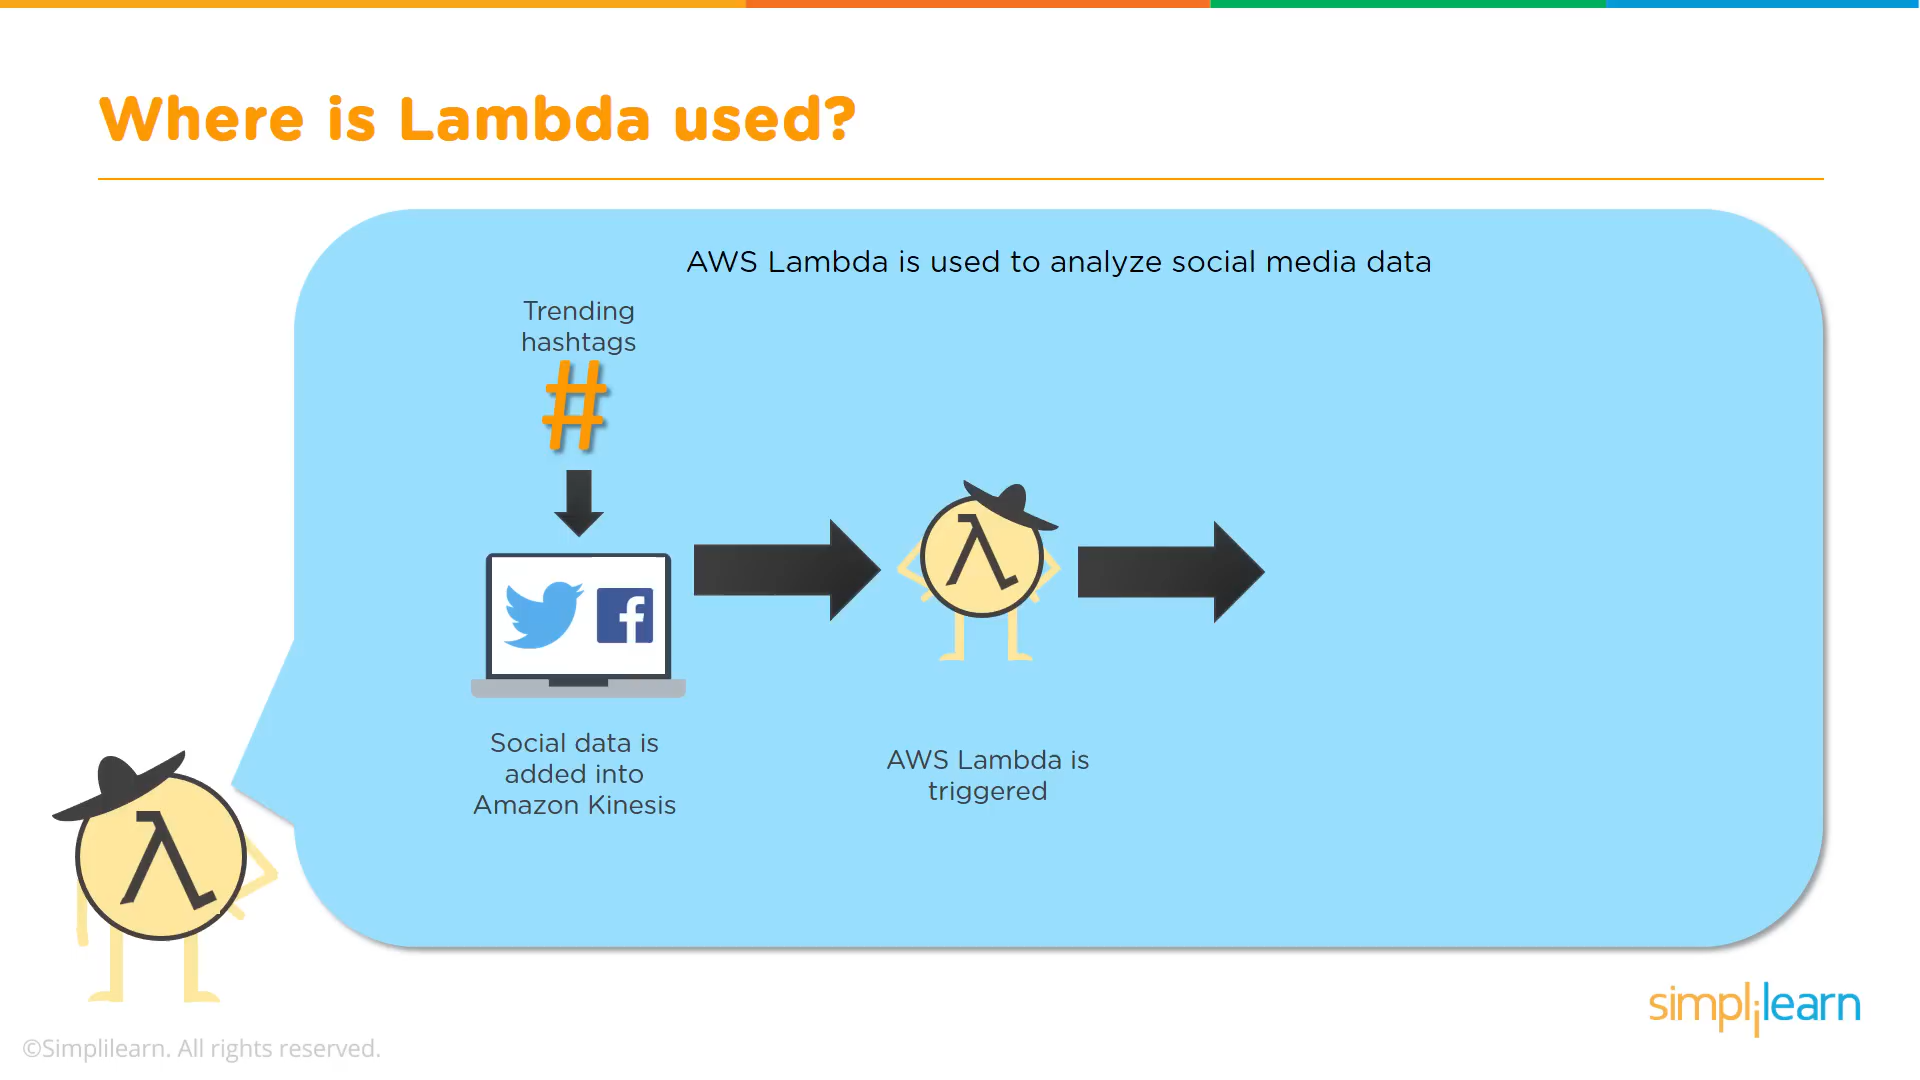 Where is Lambda used?
AWS Lambda is used to analyze social media data
Trending
hashtags
#
Social data is
added into
Amazon Kinesis
AWS Lambda is
triggered
simplilearn
©Simplilearn. All rights reserved.